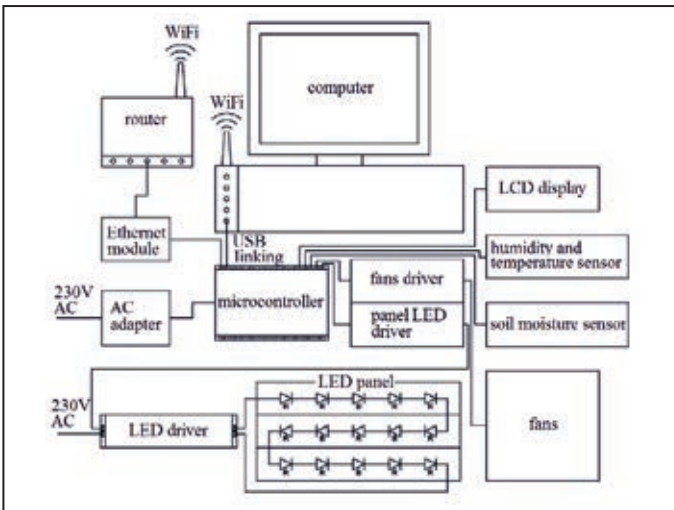 WiFi
computer
WiFi
router
LCD display
Ethernet
module
USB
linking
humidity and
temperature sensor
230V
AC
AC
adapter
microcontroller
fans driver
panel LED
driver
soil moisture sensor
LED panel
230V
AC
LED driver
fans